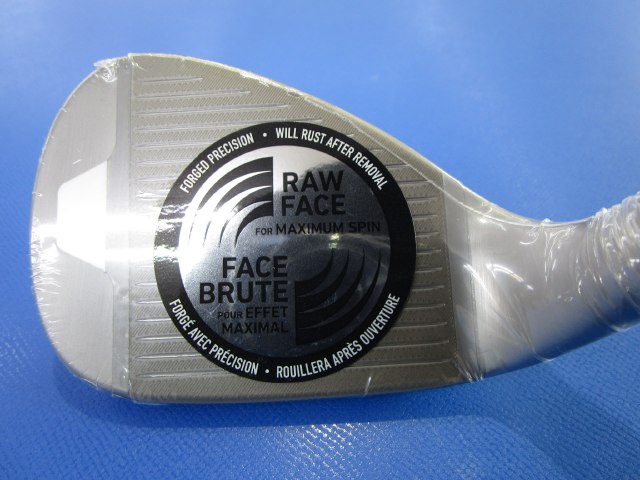 FORGED PRECISION • WILL RUST AFTER REMOVAL
RAW
FACE
FOR MAXIMUM SPIN
FACE
BRUTE
POUR EFFET
MAXIMAL
FORGÉ AVEC PRÉCISION • ROUILLERA APRÈS OUVERTURE